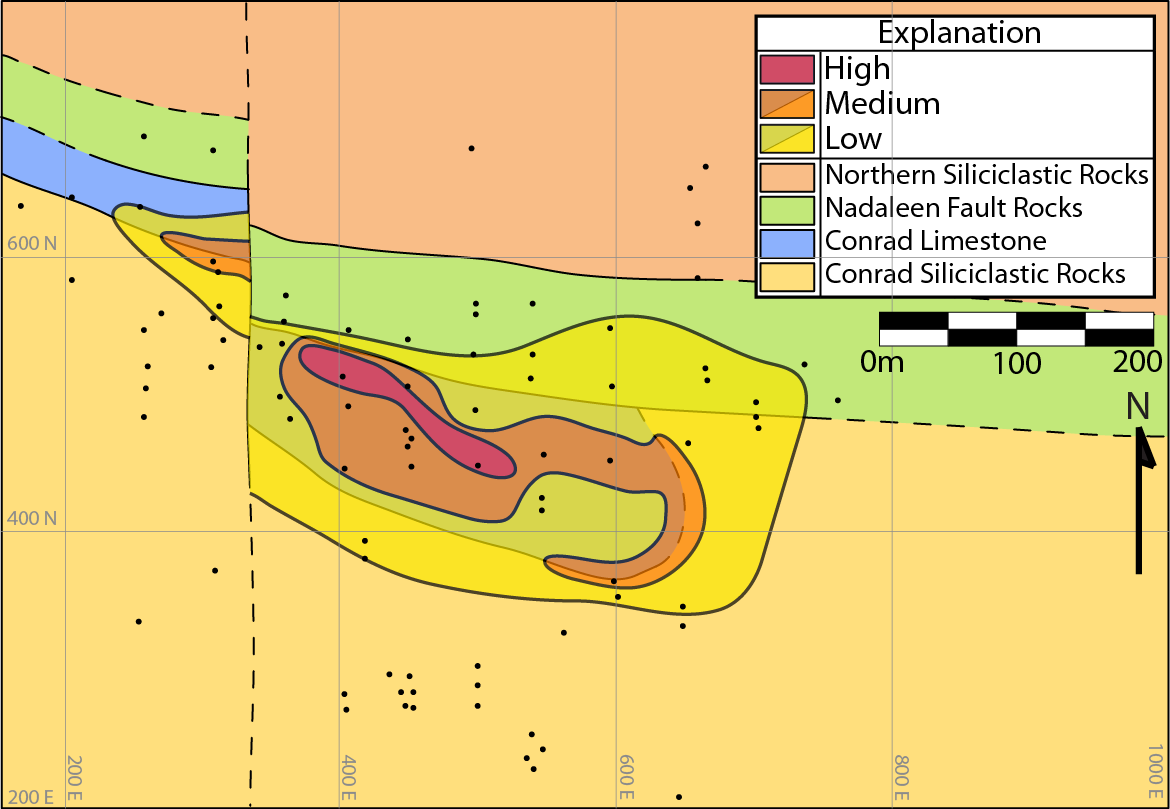 Explanation
High
Medium
Low
Northern Siliciclastic Rocks
Nadaleen Fault Rocks
Conrad Limestone
Conrad Siliciclastic Rocks
600 N
0m 100 200
N
400 N
200 E
400 E
600 E
800 E
1000 E
200 E